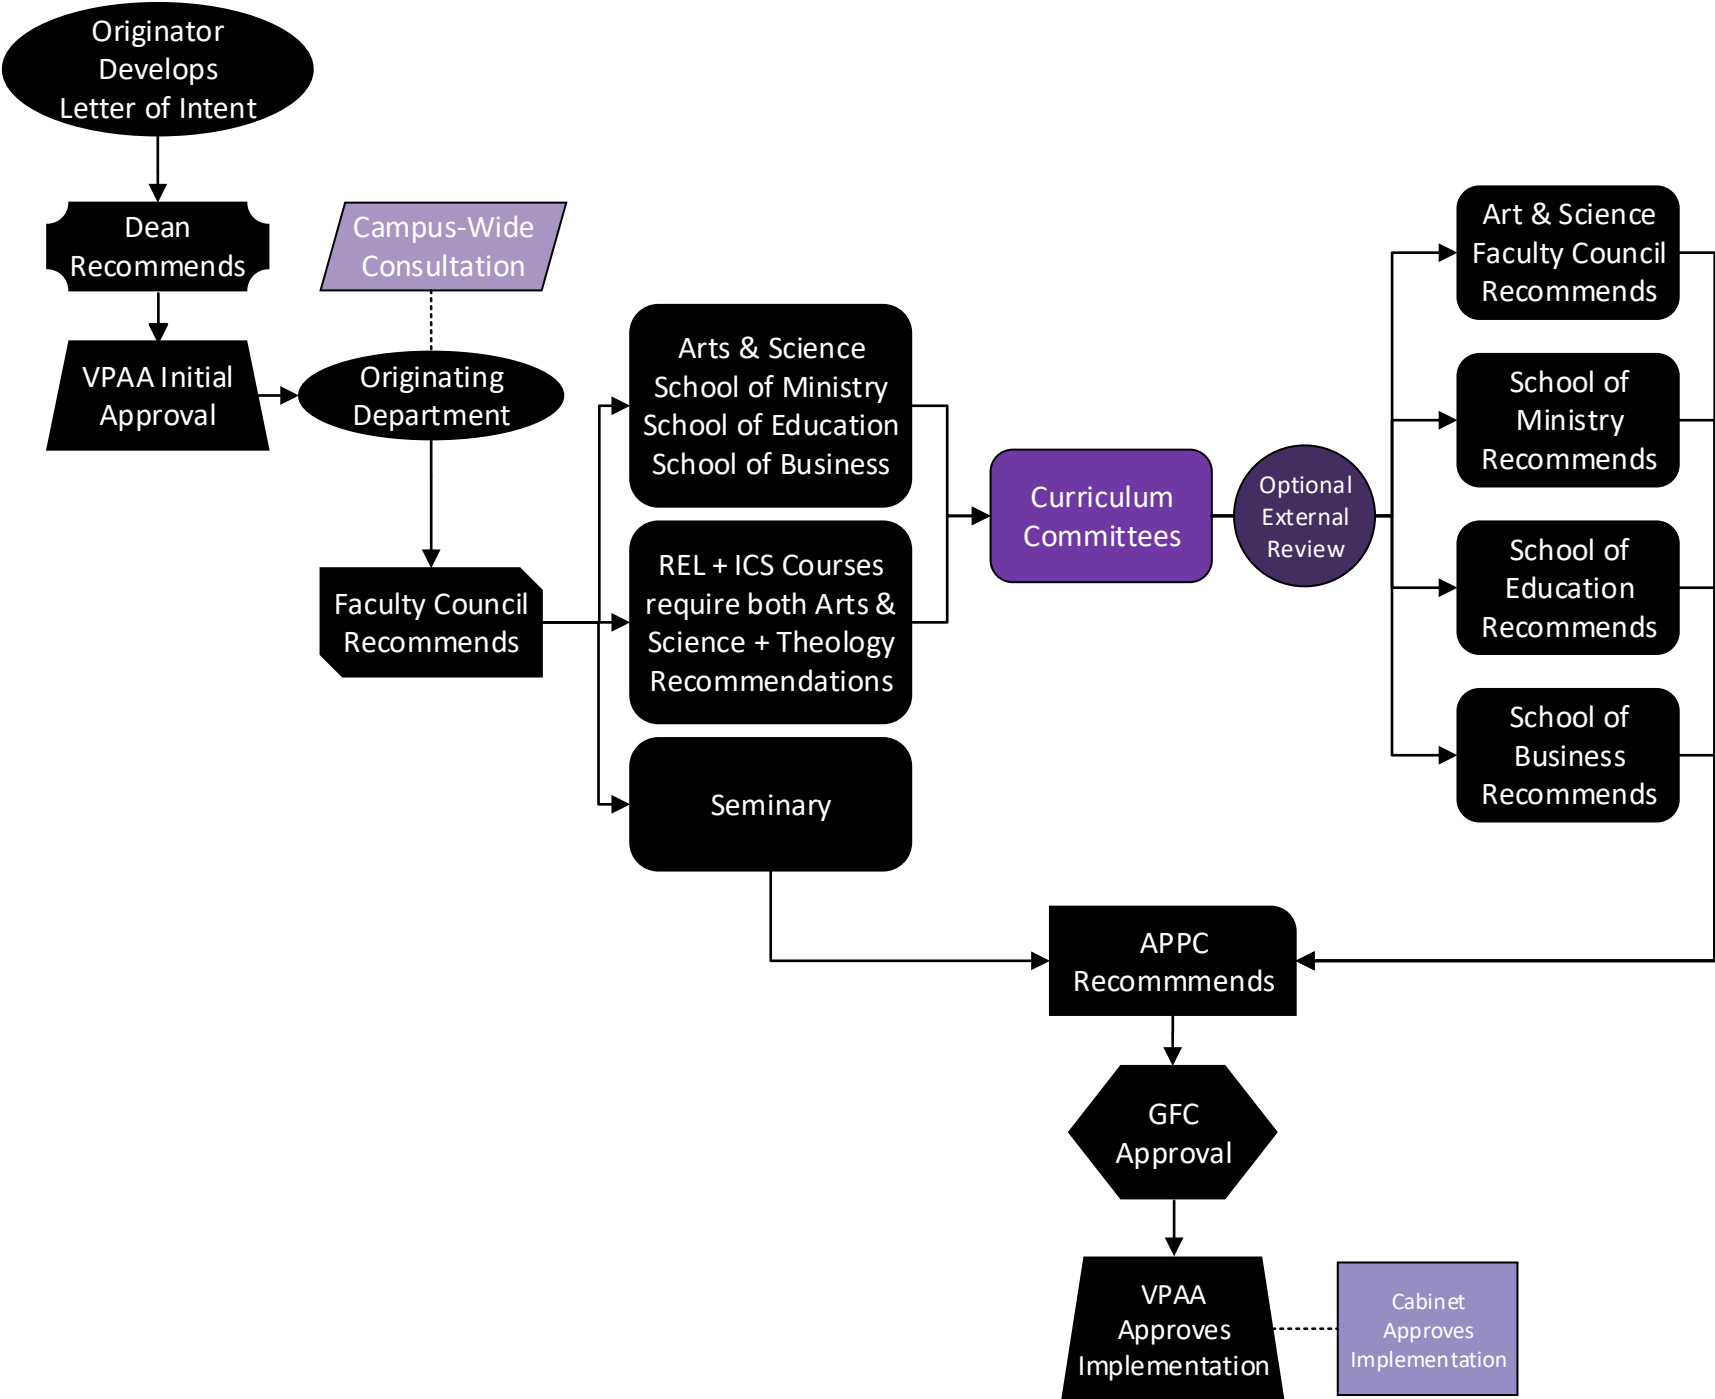 Originator
Develops
Letter of Intent
Dean
Recommends
Campus-Wide
Consultation
VPAA Initial
Approval
Originating
Department
Faculty Council
Recommends
Arts & Science
School of Ministry
School of Education
School of Business
REL + ICS Courses
require both Arts &
Science + Theology
Recommendations
Seminary
Curriculum
Committees
Optional
External
Review
Art & Science
Faculty Council
Recommends
School of
Ministry
Recommends
School of
Education
Recommends
School of
Business
Recommends
APPC
Recommmends
GFC
Approval
VPAA
Approves
Implementation
Cabinet
Approves
Implementation